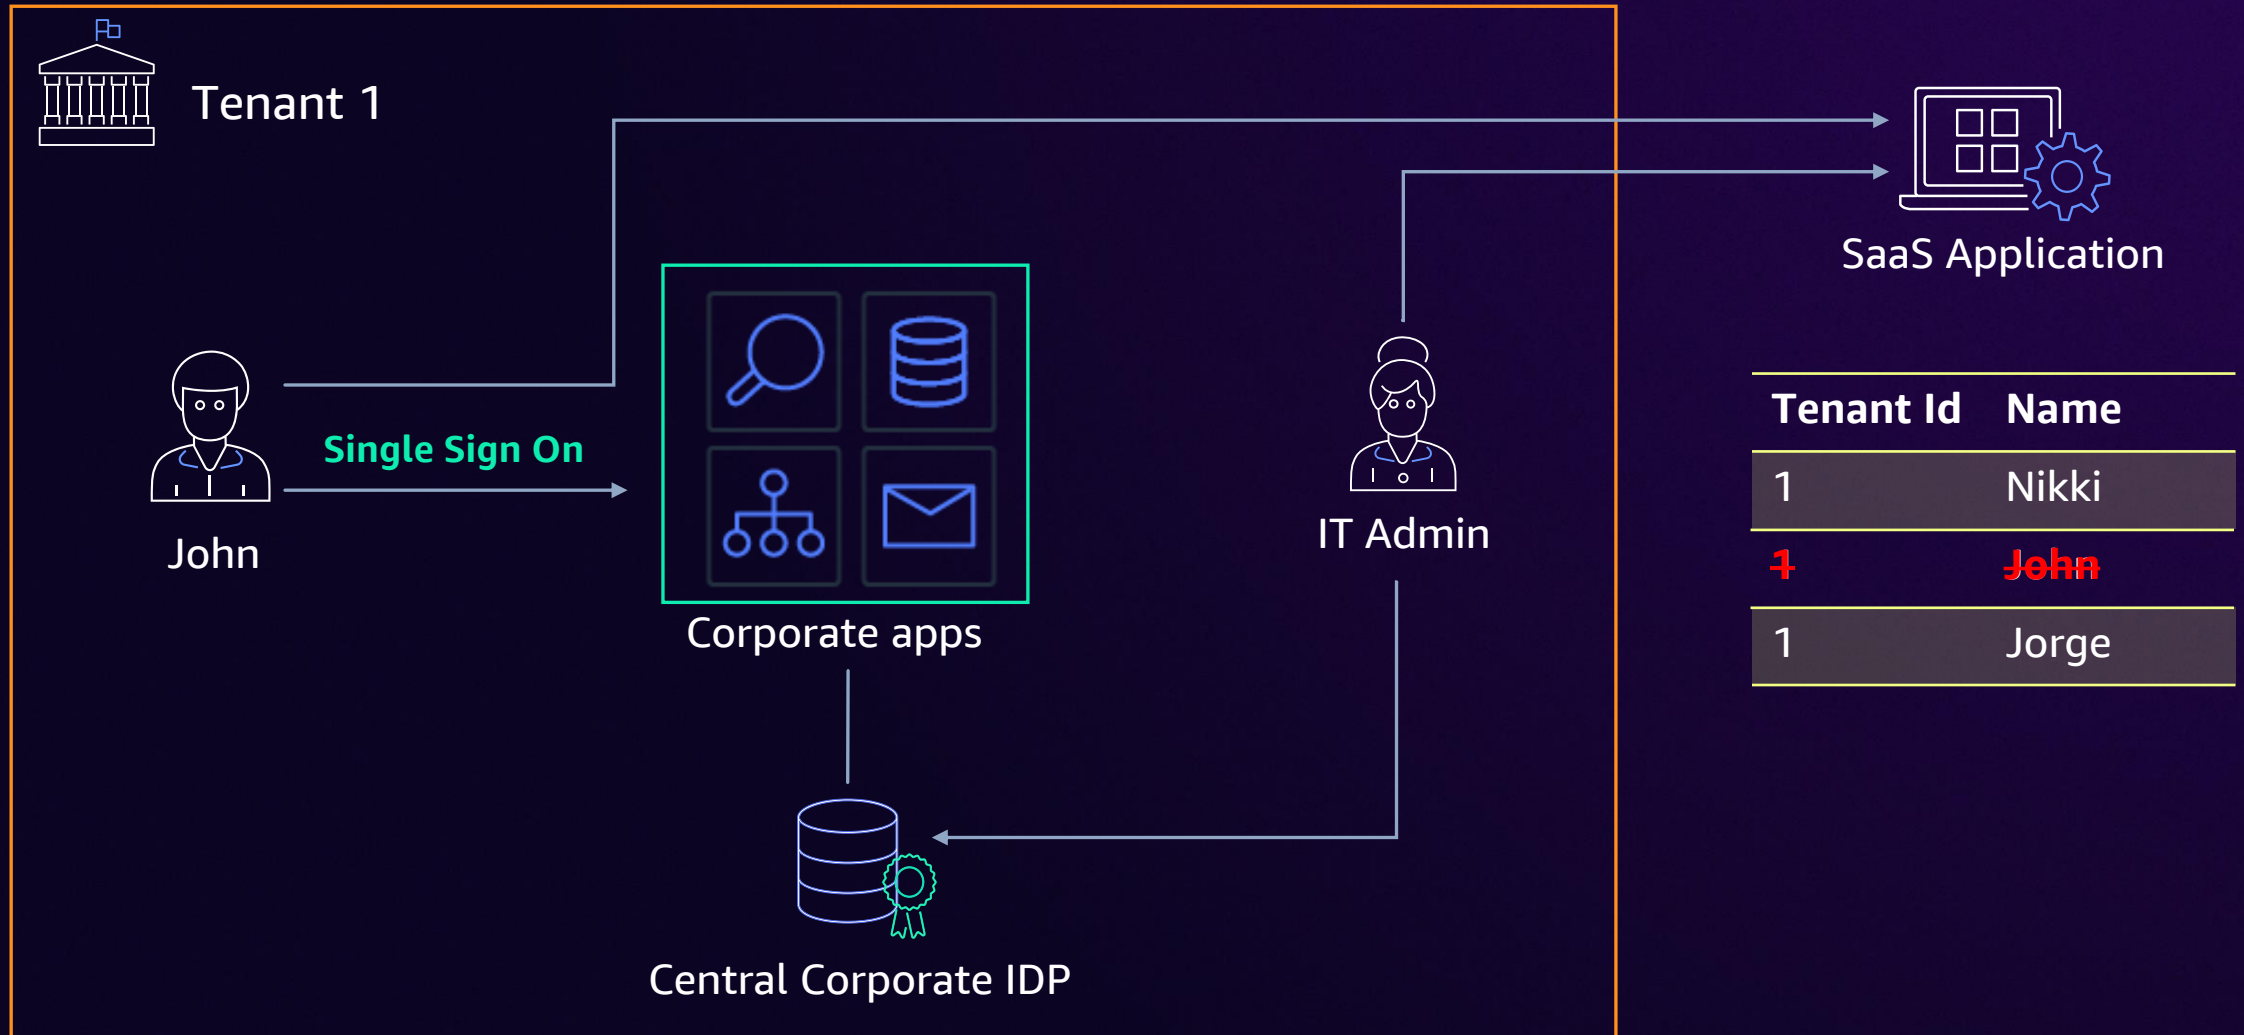 Tenant 1
SaaS Application
Single Sign On
John
Corporate apps
IT Admin
Central Corporate IDP
Tenant Id Name
1 Nikki
1 John
1 Jorge